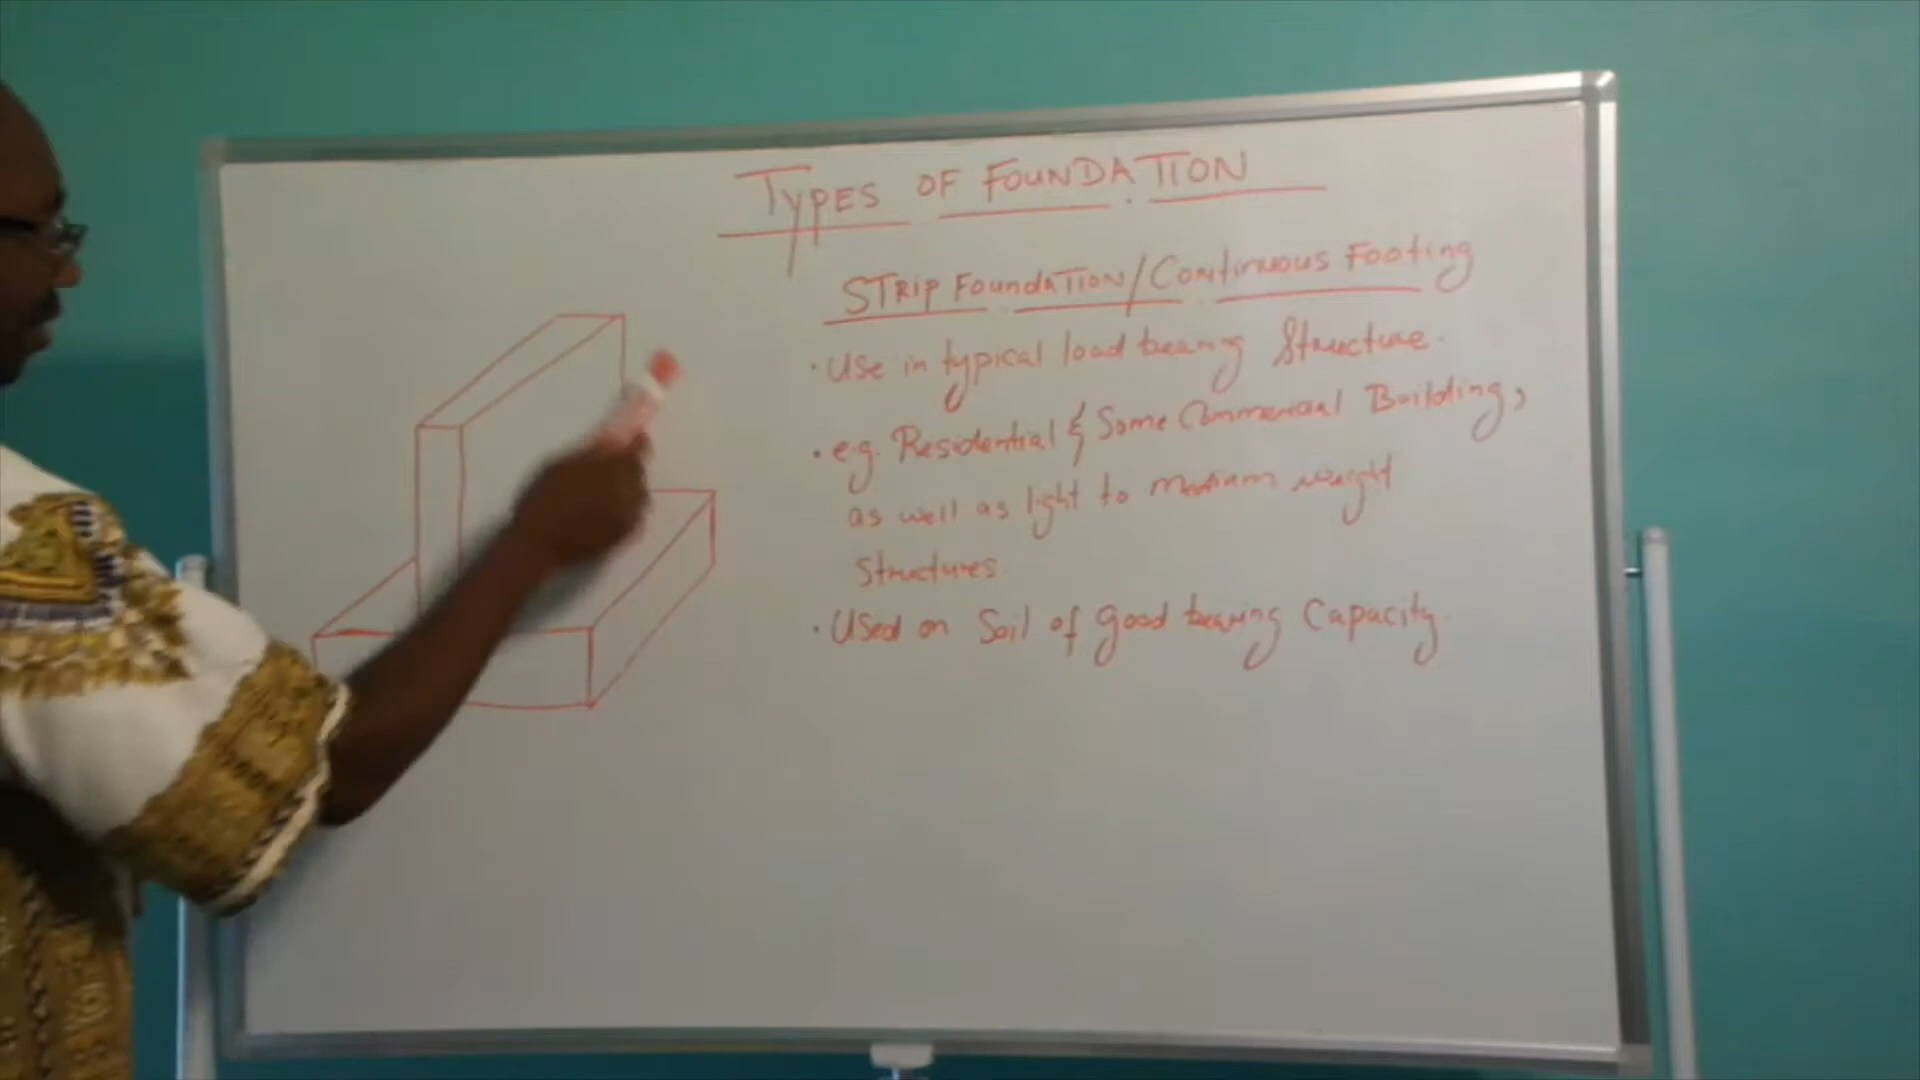 TYPES OF FOUNDATION
STRIP FOUNDATION/CONTINUOUS FOOTING
• Use in typical load bearing Structure.
• e.g. Residential & Some Commercial Building,
as well as light to medium weight
Structures
• Used on Soil of good bearing Capacity.